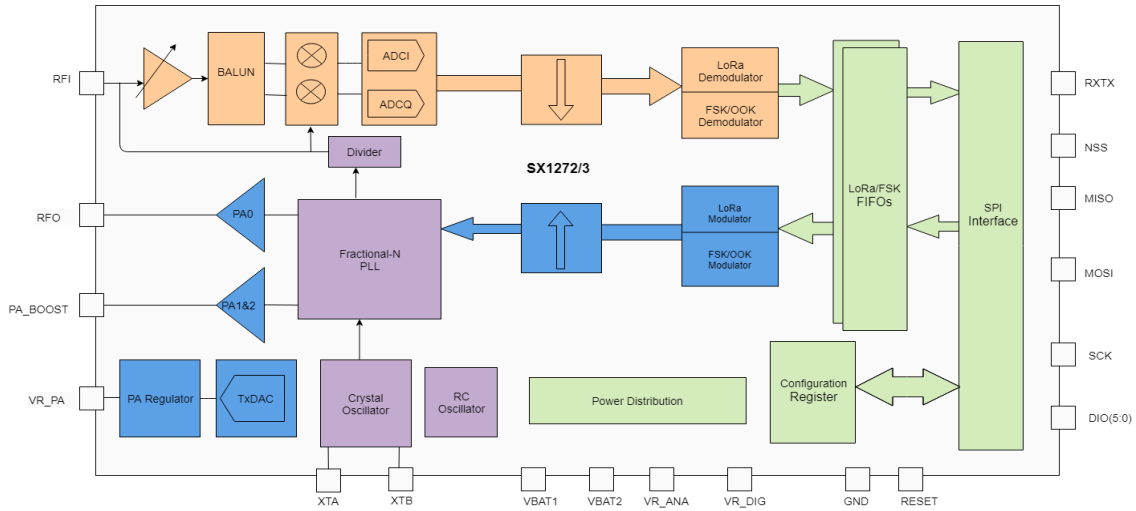 RFI
BALUN
ADCI
ADCQ
LoRa
Demodulator
FSK/OOK
Demodulator
RXTX
Divider
SX1272/3
NSS
MISO
RFO
PA0
Fractional-N
PLL
LoRa
Modulator
FSK/OOK
Modulator
LoRa/FSK
FIFOs
SPI
Interface
MOSI
PA_BOOST
PA1&2
SCK
VR_PA
PA Regulator
TxDAC
Crystal
Oscillator
RC
Oscillator
Power Distribution
Configuration
Register
DIO(5:0)
XTA
XTB
VBAT1
VBAT2
VR_ANA
VR_DIG
GND
RESET